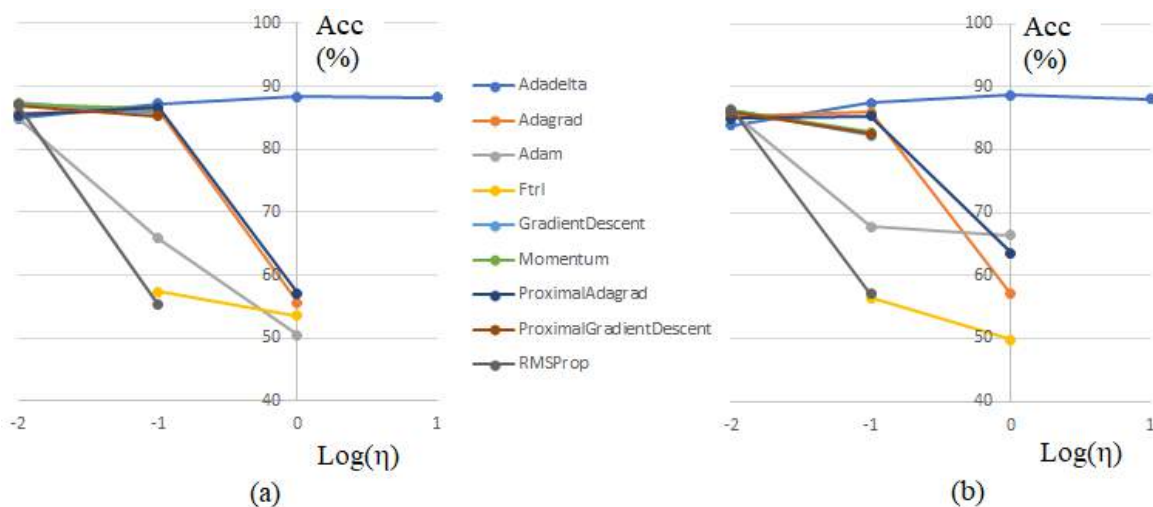 100
Acc
(%)
90
80
70
60
50
40
-2
-1
0
1
Log(η)
(a)
Adadelta
Adagrad
Adam
Ftrl
GradientDescent
Momentum
ProximalAdagrad
ProximalGradientDescent
RMSProp
100
Acc
(%)
90
80
70
60
50
40
-2
-1
0
1
Log(η)
(b)